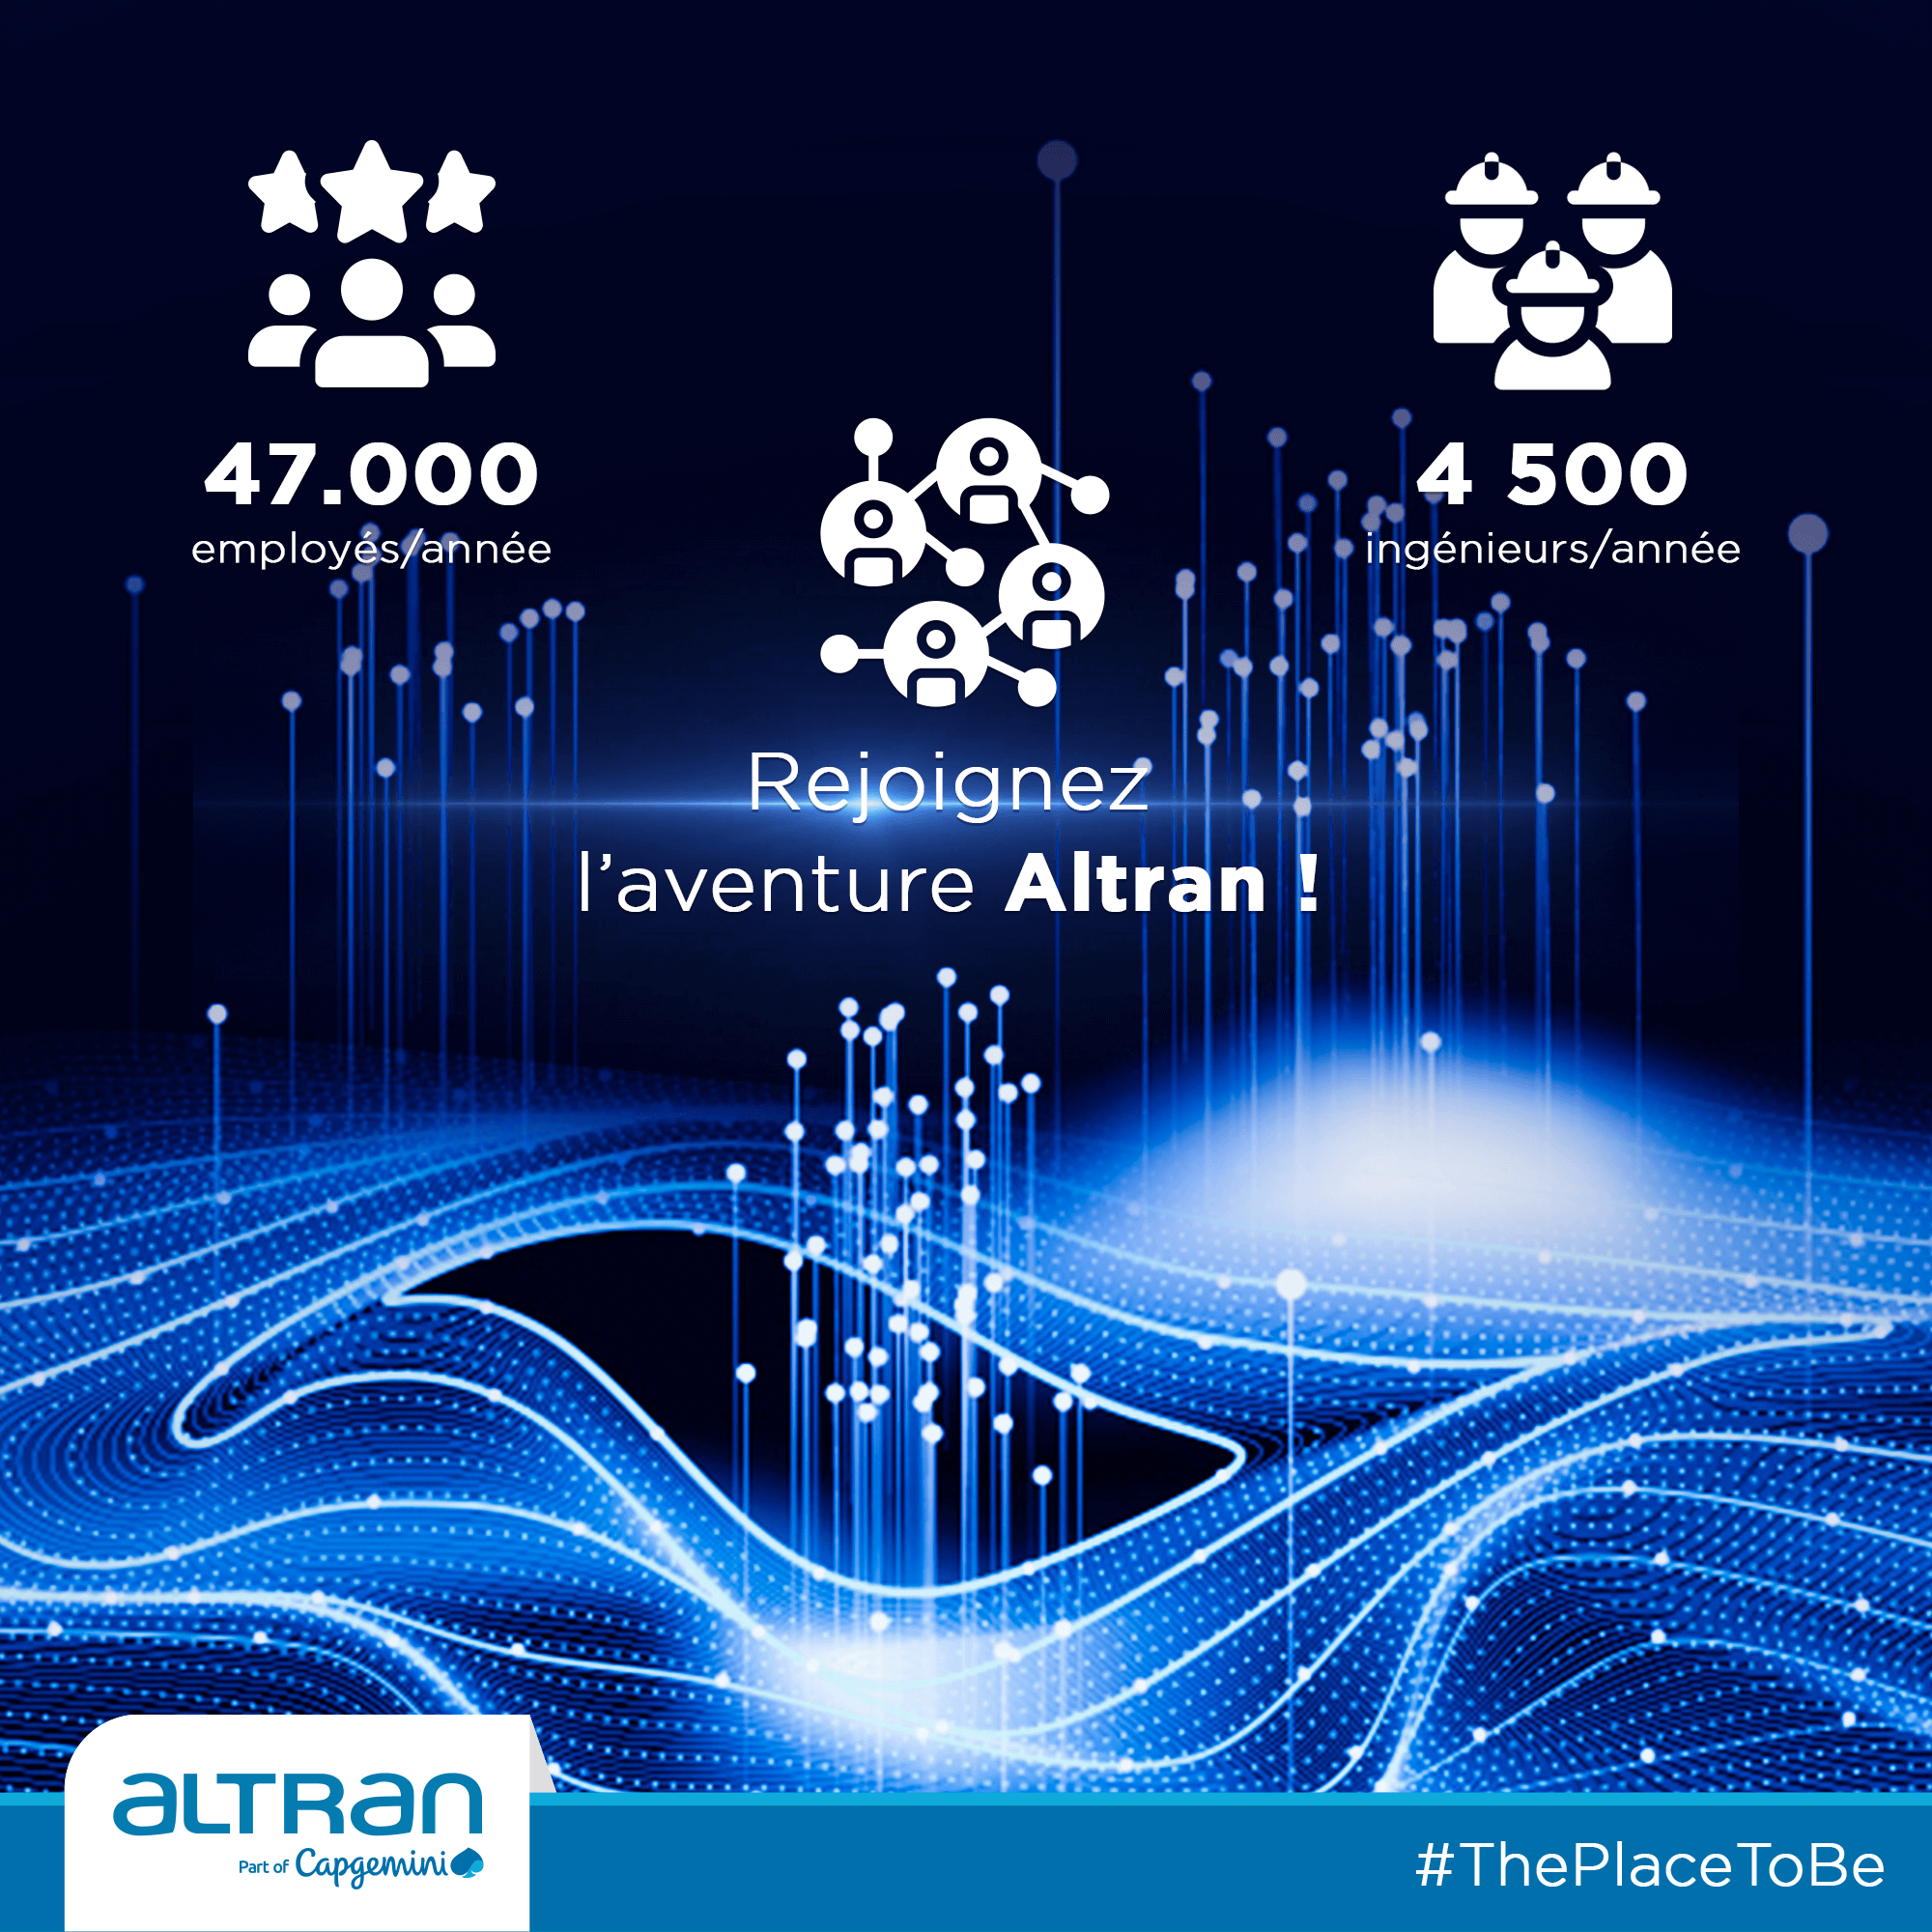 47.000
employés/année
4 500
ingénieurs/année
Rejoignez
l’aventure Altran !
ALTRan
Part of Capgemini
#ThePlaceToBe